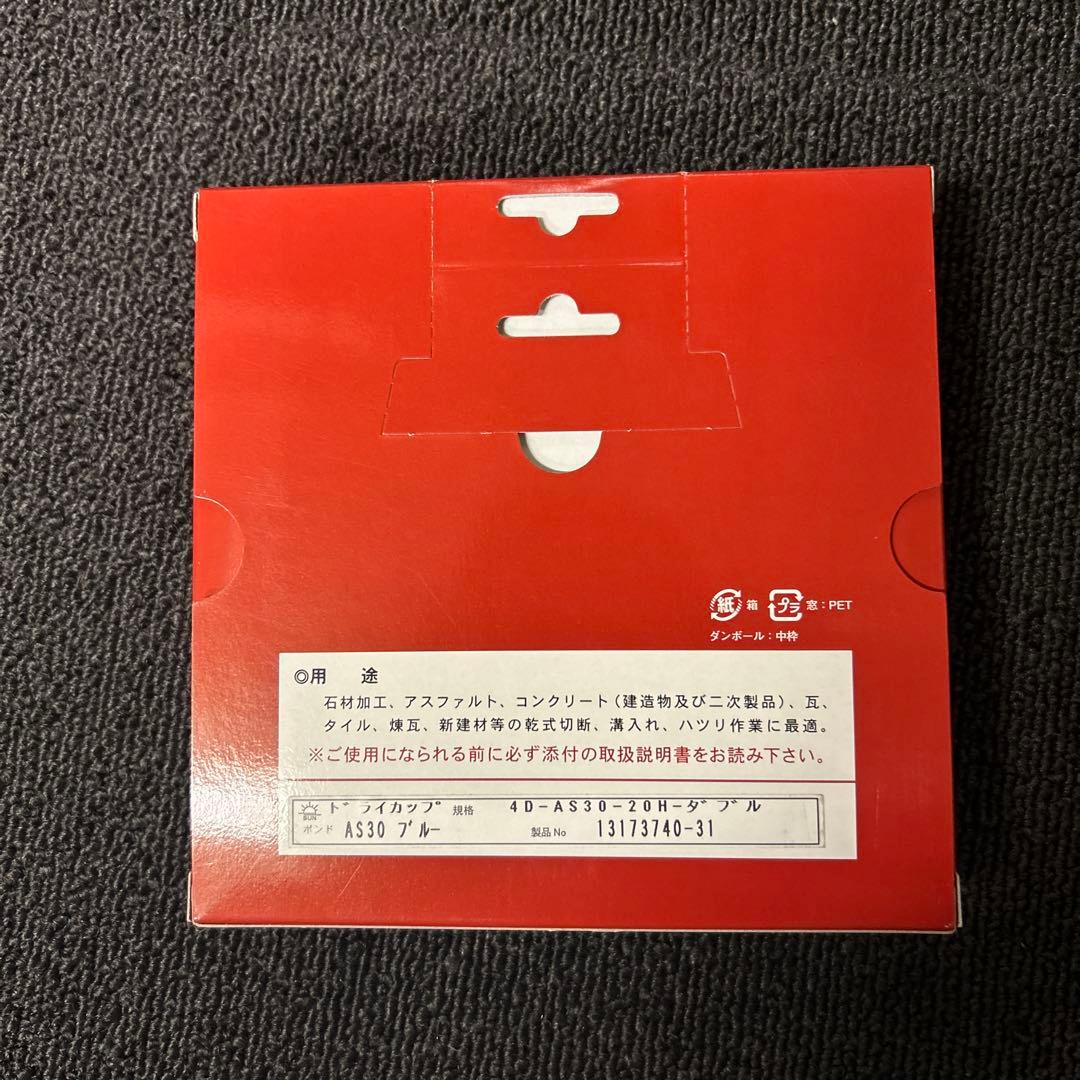 紙 箱 プラ 窓：PET
ダンボール：中枠
◎用　途
石材加工、アスファルト、コンクリート（建造物及び二次製品）、瓦、
タイル、煉瓦、新建材等の乾式切断、溝入れ、ハツリ作業に最適。
※ご使用になられる前に必ず添付の取扱説明書をお読み下さい。
SUN ﾄﾞﾗｲｶｯﾌﾟ 規格 4D-AS30-20H-ﾀﾞﾌﾞﾙ
ボンド AS30 ﾌﾞﾙｰ 製品No 13173740-31